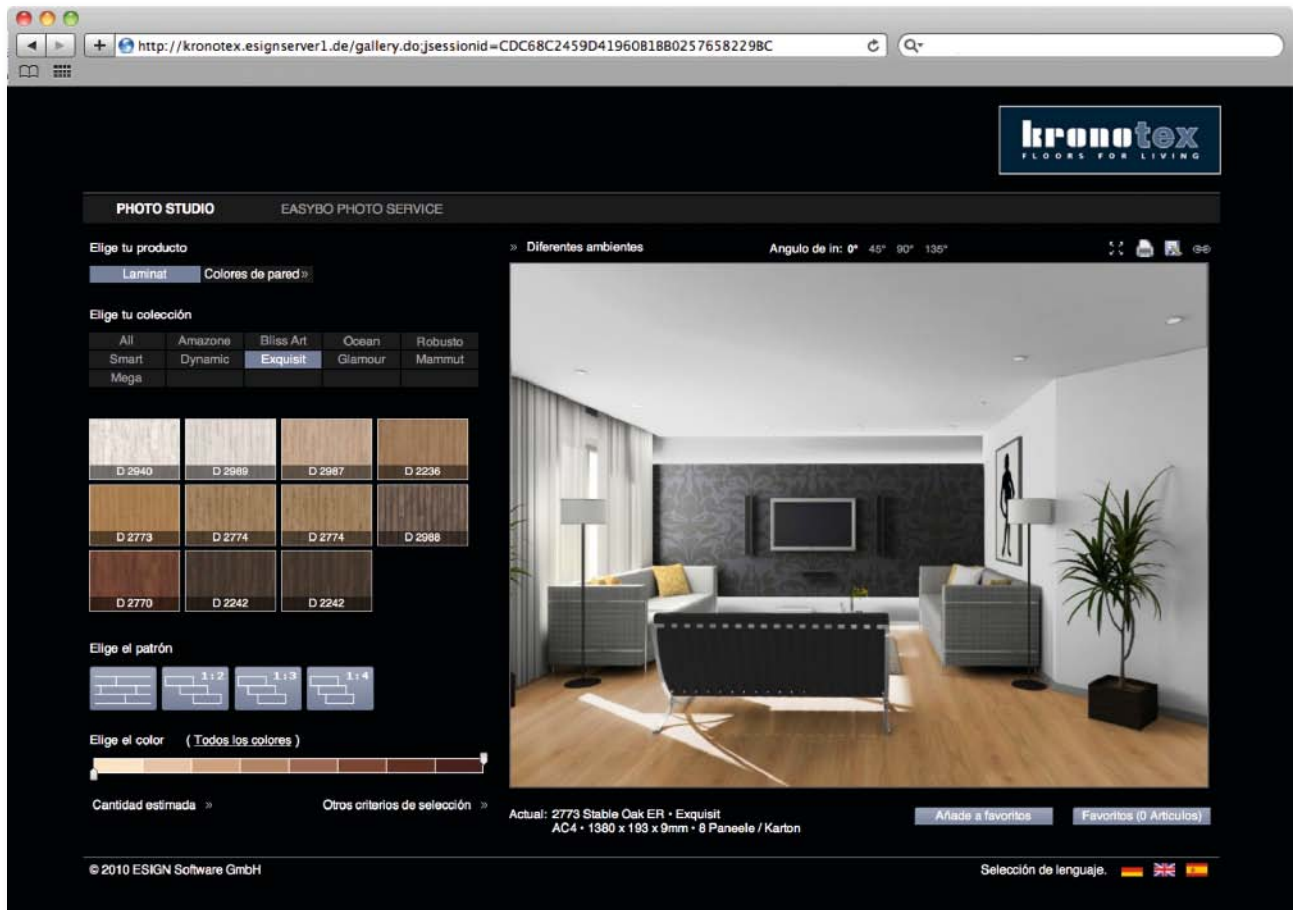 http://kronotex.esignserver1.de/gallery.do;jsessionid=CDC68C2459D41960B1BB0257658229BC
kronotex
FLOORS FOR LIVING
PHOTO STUDIO EASYBO PHOTO SERVICE
Elige tu producto
Laminat Colores de pared »
Elige tu colección
All Amazone Bliss Art Ocean Robusto
Smart Dynamic Exquisit Glamour Mammut
Mega
D 2940 D 2989 D 2987 D 2236
D 2773 D 2774 D 2774 D 2988
D 2770 D 2242 D 2242
Elige el patrón
1:2 1:3 1:4
Elige el color ( Todos los colores )
Cantidad estimada » Otros criterios de selección »
» Diferentes ambientes Angulo de in: 0° 45° 90° 135°
Actual: 2773 Stable Oak ER • Exquisit
AC4 • 1380 x 193 x 9mm • 8 Paneele / Karton
Añade a favoritos Favoritos (0 Articulos)
© 2010 ESIGN Software GmbH Selección de lenguaje.